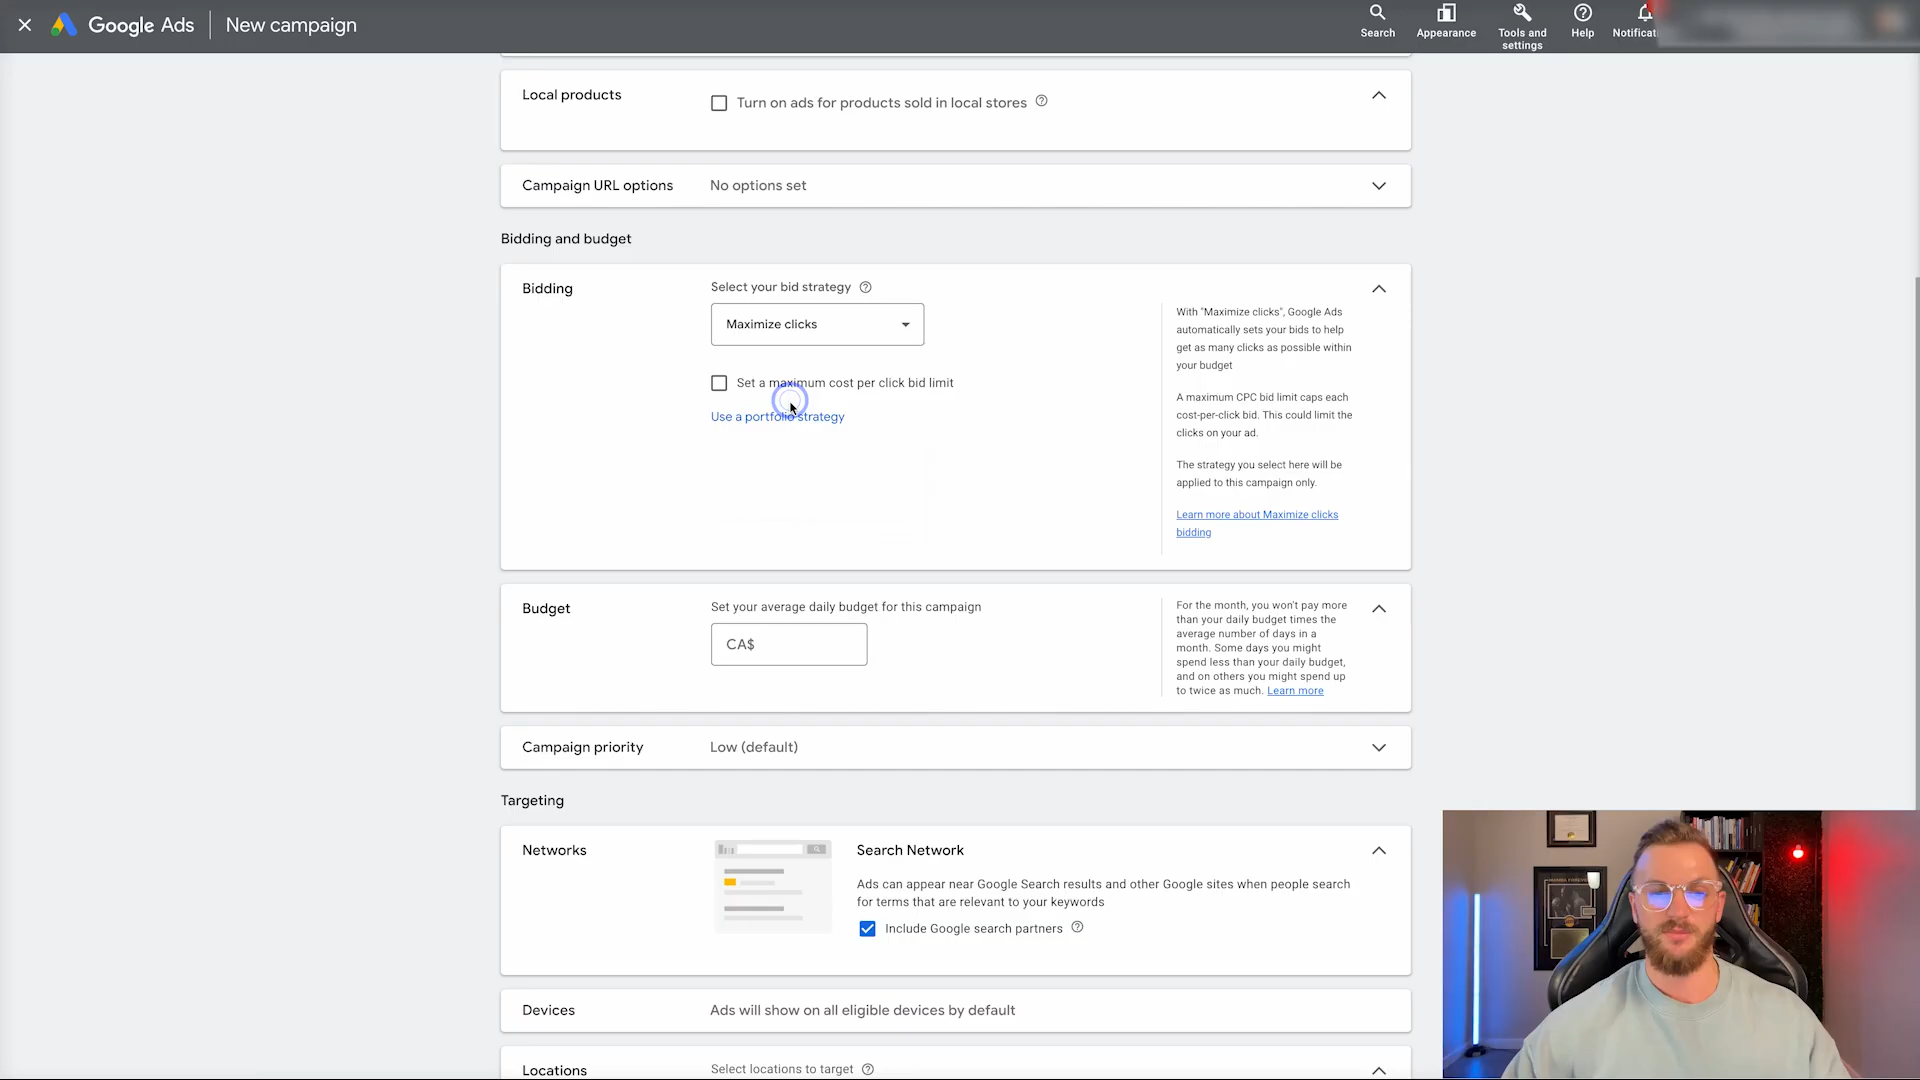 Google Ads
New campaign
Search
Appearance
Tools and
settings
Help
Notificat
Local products
Turn on ads for products sold in local stores
Campaign URL options
No options set
Bidding and budget
Bidding
Select your bid strategy
Maximize clicks
Set a maximum cost per click bid limit
Use a portfolio strategy
With "Maximize clicks", Google Ads
automatically sets your bids to help
get as many clicks as possible within
your budget
A maximum CPC bid limit caps each
cost-per-click bid. This could limit the
clicks on your ad.
The strategy you select here will be
applied to this campaign only.
Learn more about Maximize clicks
bidding
Budget
Set your average daily budget for this campaign
CA$
For the month, you won't pay more
than your daily budget times the
average number of days in a
month. Some days you might
spend less than your daily budget,
and on others you might spend up
to twice as much. Learn more
Campaign priority
Low (default)
Targeting
Networks
Search Network
Ads can appear near Google Search results and other Google sites when people search
for terms that are relevant to your keywords
Include Google search partners
Devices
Ads will show on all eligible devices by default
Locations
Select locations to target